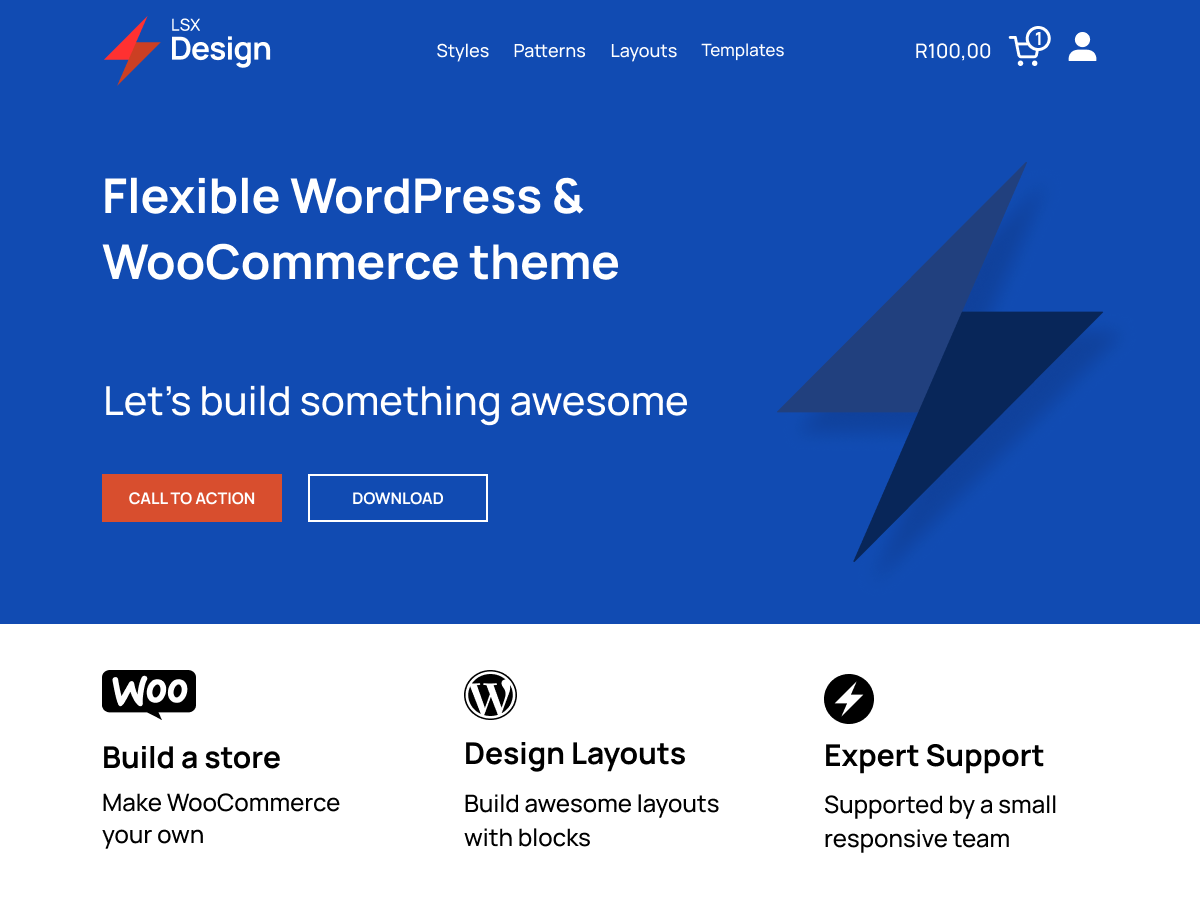 LSX
Design
Styles Patterns Layouts Templates
R100,00
1
Flexible WordPress &
WooCommerce theme
Let's build something awesome
CALL TO ACTION
DOWNLOAD
Woo
Build a store
Make WooCommerce
your own
W
Design Layouts
Build awesome layouts
with blocks
Expert Support
Supported by a small
responsive team